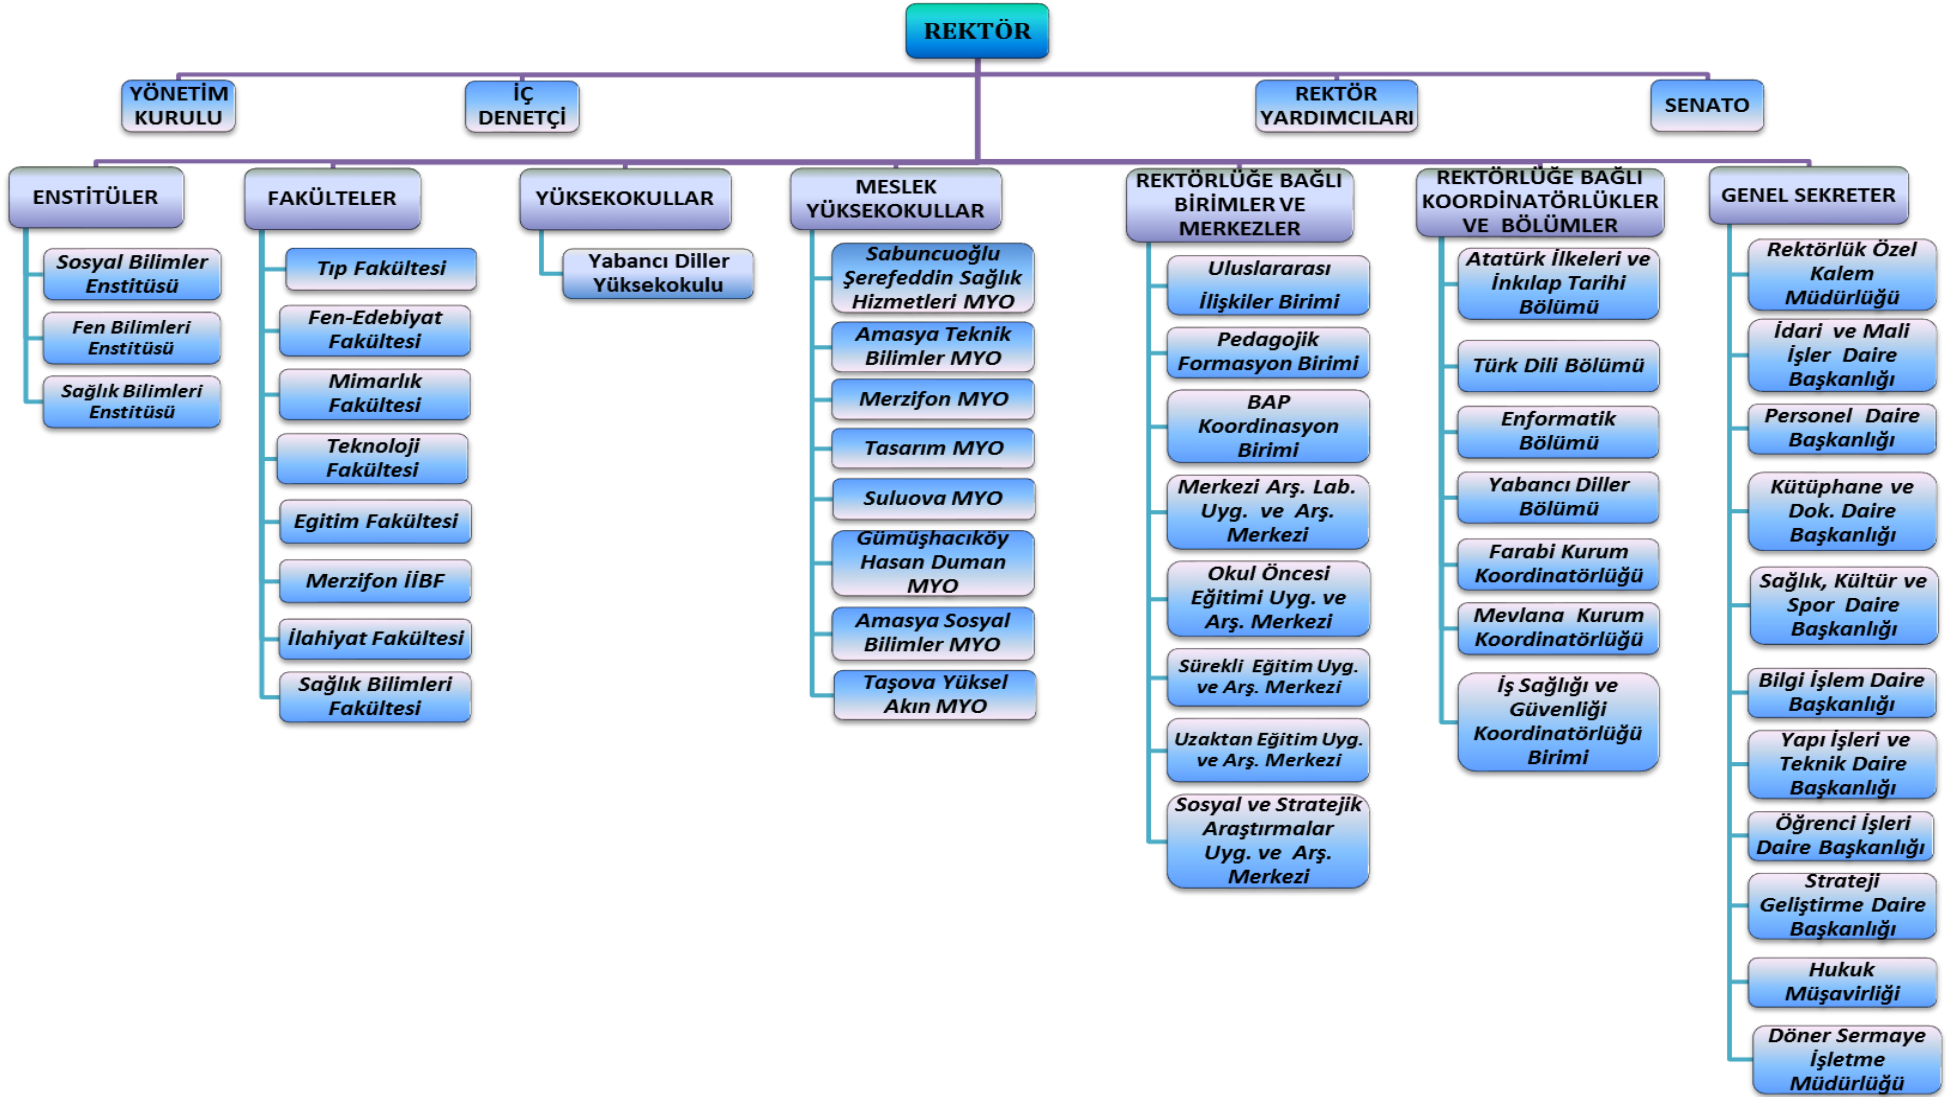 REKTÖR
YÖNETİM
KURULU
İÇ
DENETÇİ
REKTÖR
YARDIMCILARI
SENATO
ENSTİTÜLER
Sosyal Bilimler
Enstitüsü
Fen Bilimleri
Enstitüsü
Sağlık Bilimleri
Enstitüsü
FAKÜLTELER
Tıp Fakültesi
Fen-Edebiyat
Fakültesi
Mimarlık
Fakültesi
Teknoloji
Fakültesi
Egitim Fakültesi
Merzifon İİBF
İlahiyat Fakültesi
Sağlık Bilimleri
Fakültesi
YÜKSEKOKULLAR
Yabancı Diller
Yüksekokulu
MESLEK
YÜKSEKOKULLAR
Sabuncuoğlu
Şerefeddin Sağlık
Hizmetleri MYO
Amasya Teknik
Bilimler MYO
Merzifon MYO
Tasarım MYO
Suluova MYO
Gümüşhacıköy
Hasan Duman
MYO
Amasya Sosyal
Bilimler MYO
Taşova Yüksel
Akın MYO
REKTÖRLÜĞE BAĞLI
BİRİMLER VE
MERKEZLER
Uluslararası
İlişkiler Birimi
Pedagojik
Formasyon Birimi
BAP
Koordinasyon
Birimi
Merkezi Arş. Lab.
Uyg. ve Arş.
Merkezi
Okul Öncesi
Eğitimi Uyg. ve
Arş. Merkezi
Sürekli Eğitim Uyg.
ve Arş. Merkezi
Uzaktan Eğitim Uyg.
ve Arş. Merkezi
Sosyal ve Stratejik
Araştırmalar
Uyg. ve Arş.
Merkezi
REKTÖRLÜĞE BAĞLI
KOORDİNATÖRLÜKLER
VE BÖLÜMLER
Atatürk İlkeleri ve
İnkılap Tarihi
Bölümü
Türk Dili Bölümü
Enformatik
Bölümü
Yabancı Diller
Bölümü
Farabi Kurum
Koordinatörlüğü
Mevlana Kurum
Koordinatörlüğü
İş Sağlığı ve
Güvenliği
Koordinatörlüğü
Birimi
GENEL SEKRETER
Rektörlük Özel
Kalem
Müdürlüğü
İdari ve Mali
İşler Daire
Başkanlığı
Personel Daire
Başkanlığı
Kütüphane ve
Dok. Daire
Başkanlığı
Sağlık, Kültür ve
Spor Daire
Başkanlığı
Bilgi İşlem Daire
Başkanlığı
Yapı İşleri ve
Teknik Daire
Başkanlığı
Öğrenci İşleri
Daire Başkanlığı
Strateji
Geliştirme Daire
Başkanlığı
Hukuk
Müşavirliği
Döner Sermaye
İşletme
Müdürlüğü